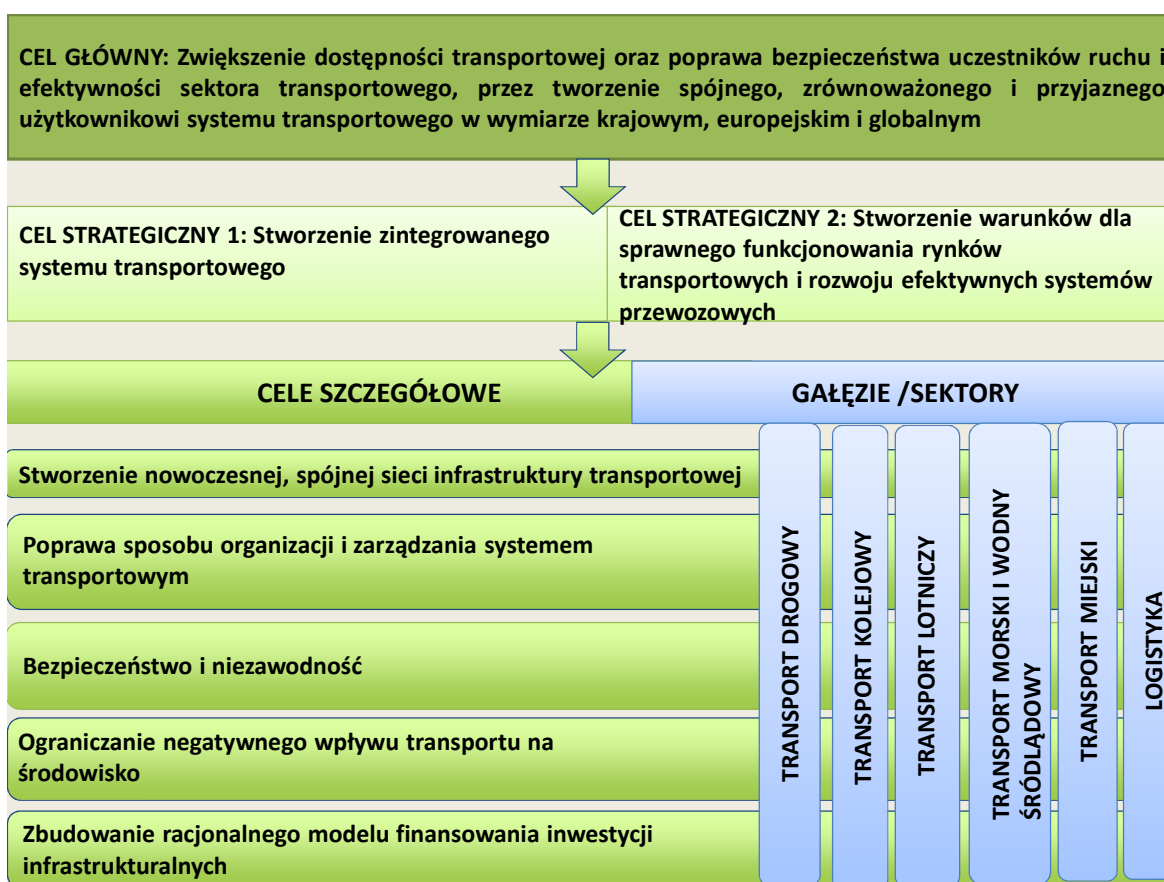 CEL GŁÓWNY: Zwiększenie dostępności transportowej oraz poprawa bezpieczeństwa uczestników ruchu i
efektywności sektora transportowego, przez tworzenie spójnego, zrównoważonego i przyjaznego
użytkownikowi systemu transportowego w wymiarze krajowym, europejskim i globalnym
CEL STRATEGICZNY 1: Stworzenie zintegrowanego
systemu transportowego
CEL STRATEGICZNY 2: Stworzenie warunków dla
sprawnego funkcjonowania rynków
transportowych i rozwoju efektywnych systemów
przewozowych
CELE SZCZEGÓŁOWE
GAŁĘZIE /SEKTORY
Stworzenie nowoczesnej, spójnej sieci infrastruktury transportowej
Poprawa sposobu organizacji i zarządzania systemem
transportowym
Bezpieczeństwo i niezawodność
Ograniczanie negatywnego wpływu transportu na
środowisko
Zbudowanie racjonalnego modelu finansowania inwestycji
infrastrukturalnych
TRANSPORT DROGOWY
TRANSPORT KOLEJOWY
TRANSPORT LOTNICZY
TRANSPORT MORSKI I WODNY
ŚRÓDLĄDOWY
TRANSPORT MIEJSKI
LOGISTYKA